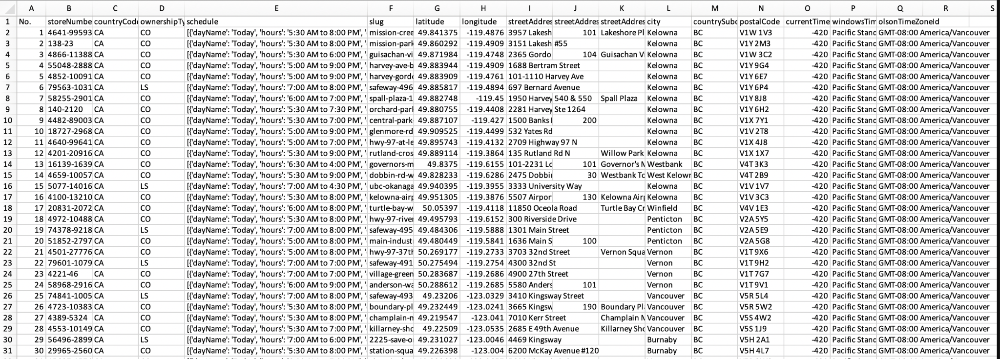 A B C D E F G H I J K L M N O P Q R S
1 No. storeNumbe countryCode ownershipTy schedule slug latitude longitude streetAddres streetAddres streetAddres city countrySubd postalCode currentTime windowsTim olsonTimeZoneId
2 1 4641-99593 CA CO [{'dayName': 'Today', 'hours': '5:30 AM to 8:00 PM', ' mission-cree 49.841375 -119.4876 3957 Lakesh 101 Lakeshore Pl Kelowna BC V1W 1V3 -420 Pacific Stand GMT-08:00 America/Vancouver
3 2 138-23 CA CO [{'dayName': 'Today', 'hours': '5:30 AM to 8:00 PM', ' mission-park 49.860292 -119.4909 3151 Lakesh #55 Kelowna BC V1Y 2M3 -420 Pacific Stand GMT-08:00 America/Vancouver
4 3 4866-11388 CA CO [{'dayName': 'Today', 'hours': '5:30 AM to 6:00 PM', ' guisachan-vi 49.871984 -119.4748 2365 Gordo 104 Guisachan V Kelowna BC V1W 3C2 -420 Pacific Stand GMT-08:00 America/Vancouver
5 4 55048-2888 CA CO [{'dayName': 'Today', 'hours': '5:00 AM to 9:00 PM', ' harvey-ave-b 49.883944 -119.4909 1688 Bertram Street Kelowna BC V1Y 9G4 -420 Pacific Stand GMT-08:00 America/Vancouver
6 5 4852-10091 CA CO [{'dayName': 'Today', 'hours': '5:00 AM to 9:00 PM', ' harvey-gord 49.883909 -119.4761 101-1110 Harvey Ave Kelowna BC V1Y 6E7 -420 Pacific Stand GMT-08:00 America/Vancouver
7 6 79563-1031 CA LS [{'dayName': 'Today', 'hours': '7:00 AM to 8:00 PM', ' safeway-496 49.885817 -119.4894 697 Bernard Avenue Kelowna BC V1Y 6P4 -420 Pacific Stand GMT-08:00 America/Vancouver
8 7 58255-2901 CA CO [{'dayName': 'Today', 'hours': '6:00 AM to 7:00 PM', ' spall-plaza-1 49.882748 -119.45 1950 Harvey 540 & 550 Spall Plaza Kelowna BC V1Y 8J8 -420 Pacific Stand GMT-08:00 America/Vancouver
9 8 140-2120 CA CO [{'dayName': 'Today', 'hours': '5:30 AM to 7:30 PM', ' orchard-parl 49.880755 -119.4408 2281 Harvey Ste 1264 Kelowna BC V1Y 6H2 -420 Pacific Stand GMT-08:00 America/Vancouver
10 9 4482-89003 CA CO [{'dayName': 'Today', 'hours': '5:30 AM to 7:00 PM', ' central-park- 49.887107 -119.427 1500 Banks 200 Kelowna BC V1X 7Y1 -420 Pacific Stand GMT-08:00 America/Vancouver
11 10 18727-2968 CA CO [{'dayName': 'Today', 'hours': '5:00 AM to 9:00 PM', ' glenmore-rd 49.909525 -119.4499 532 Yates Rd Kelowna BC V1V 2T8 -420 Pacific Stand GMT-08:00 America/Vancouver
12 11 4640-99641 CA CO [{'dayName': 'Today', 'hours': '5:00 AM to 7:00 PM', ' hwy-97-at-le 49.895743 -119.4132 2709 Highway 97 N Kelowna BC V1X 4J8 -420 Pacific Stand GMT-08:00 America/Vancouver
13 12 4201-20916 CA CO [{'dayName': 'Today', 'hours': '5:00 AM to 9:00 PM', ' rutland-cros 49.889114 -119.3864 135 Rutland Rd N Willow Park Kelowna BC V1X 1X7 -420 Pacific Stand GMT-08:00 America/Vancouver
14 13 16139-1639 CA CO [{'dayName': 'Today', 'hours': '6:30 AM to 4:00 PM', ' governors-m 49.8375 -119.6155 101-2231 Lo 101 Governor's M Westbank BC V4T 3K3 -420 Pacific Stand GMT-08:00 America/Vancouver
15 14 4659-10057 CA CO [{'dayName': 'Today', 'hours': '5:30 AM to 9:00 PM', ' dobbin-rd-w 49.828233 -119.6286 2475 Dobbin 30 Westbank To West Kelown BC V4T 2B9 -420 Pacific Stand GMT-08:00 America/Vancouver
16 15 5077-14016 CA LS [{'dayName': 'Today', 'hours': '7:00 AM to 4:30 PM', ' ubc-okanaga 49.940395 -119.3955 3333 University Way Kelowna BC V1V 1V7 -420 Pacific Stand GMT-08:00 America/Vancouver
17 16 4100-13210 CA CO [{'dayName': 'Today', 'hours': '5:30 AM to 8:00 PM', ' kelowna-airp 49.951305 -119.3876 5507 Airpor 130 Kelowna Airp Kelowna BC V1V 3C3 -420 Pacific Stand GMT-08:00 America/Vancouver
18 17 20831-2072 CA CO [{'dayName': 'Today', 'hours': '6:00 AM to 8:00 PM', ' turtle-bay-w 50.05397 -119.4118 11850 Oceola Road Turtle Bay Cr Winfield BC V4V 1E3 -420 Pacific Stand GMT-08:00 America/Vancouver
19 18 4972-10488 CA CO [{'dayName': 'Today', 'hours': '5:00 AM to 8:00 PM', ' hwy-97-river 49.495793 -119.6152 300 Riverside Drive Penticton BC V2A 5Y5 -420 Pacific Stand GMT-08:00 America/Vancouver
20 19 74378-9218 CA LS [{'dayName': 'Today', 'hours': '7:00 AM to 8:00 PM', ' safeway-495 49.484306 -119.5888 1301 Main Street Penticton BC V2A 5E9 -420 Pacific Stand GMT-08:00 America/Vancouver
21 20 51852-2797 CA CO [{'dayName': 'Today', 'hours': '5:00 AM to 8:00 PM', ' main-indust 49.480449 -119.5841 1636 Main S 100 Penticton BC V2A 5G8 -420 Pacific Stand GMT-08:00 America/Vancouver
22 21 4501-27776 CA CO [{'dayName': 'Today', 'hours': '5:00 AM to 8:00 PM', ' hwy-97-37th 50.269177 -119.2733 3703 32nd Street Vernon Squa Vernon BC V1T 9X6 -420 Pacific Stand GMT-08:00 America/Vancouver
23 22 79601-1079 CA LS [{'dayName': 'Today', 'hours': '7:00 AM to 7:00 PM', ' safeway-491 50.275494 -119.2754 4300 32nd St Vernon BC V1T 9H2 -420 Pacific Stand GMT-08:00 America/Vancouver
24 23 4221-46 CA CO [{'dayName': 'Today', 'hours': '7:00 AM to 7:00 PM', ' village-green 50.283687 -119.2686 4900 27th Street Vernon BC V1T 7G7 -420 Pacific Stand GMT-08:00 America/Vancouver
25 24 58968-2916 CA CO [{'dayName': 'Today', 'hours': '6:00 AM to 9:00 PM', ' anderson-wa 50.288612 -119.2685 5580 Anders 101 Vernon BC V1T 9V1 -420 Pacific Stand GMT-08:00 America/Vancouver
26 25 74841-1005 CA LS [{'dayName': 'Today', 'hours': '7:00 AM to 8:00 PM', ' safeway-493 49.23206 -123.0329 3410 Kingsway Street Vancouver BC V5R 5L4 -420 Pacific Stand GMT-08:00 America/Vancouver
27 26 4723-10383 CA CO [{'dayName': 'Today', 'hours': '5:30 AM to 8:00 PM', ' boundary-pl 49.232449 -123.0241 3665 Kingsw 190 Boundary Pl Vancouver BC V5R 5W2 -420 Pacific Stand GMT-08:00 America/Vancouver
28 27 4389-5324 CA CO [{'dayName': 'Today', 'hours': '5:30 AM to 8:00 PM', ' champlain-m 49.219547 -123.041 7010 Kerr Street Champlain M Vancouver BC V5S 4W2 -420 Pacific Stand GMT-08:00 America/Vancouver
29 28 4553-10149 CA CO [{'dayName': 'Today', 'hours': '5:30 AM to 8:00 PM', ' killarney-sho 49.22509 -123.0535 2685 E 49th Avenue Killarney Sho Vancouver BC V5S 1J9 -420 Pacific Stand GMT-08:00 America/Vancouver
30 29 56496-2899 CA LS [{'dayName': 'Today', 'hours': '7:00 AM to 6:00 PM', ' 2225-save-o 49.231027 -123.0046 4469 Kingsway Burnaby BC V5H 2A1 -420 Pacific Stand GMT-08:00 America/Vancouver
31 30 29965-2560 CA CO [{'dayName': 'Today', 'hours': '5:30 AM to 8:00 PM', ' station-squa 49.226398 -123.004 6200 McKay Avenue #120 Burnaby BC V5H 4L7 -420 Pacific Stand GMT-08:00 America/Vancouver